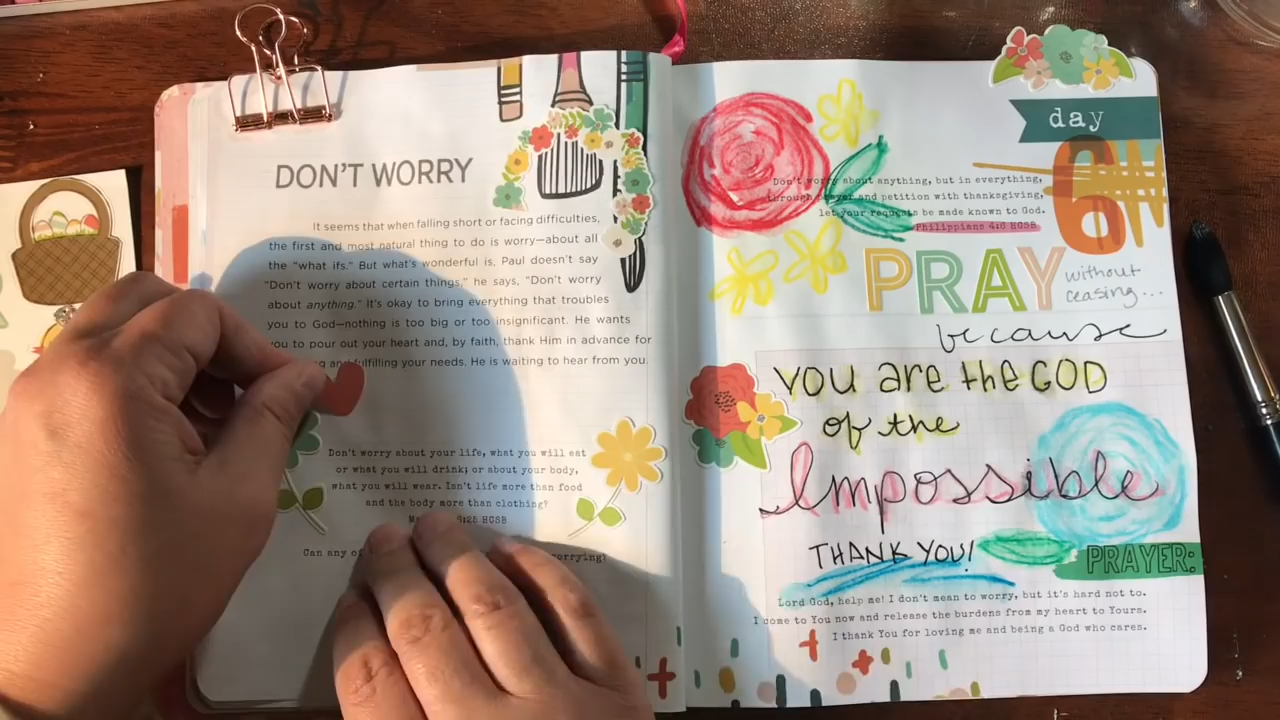 DON'T WORRY
It seems that when falling short or facing difficulties,
the first and most natural thing to do is worry—about all
the "what ifs." But what's wonderful is, Paul doesn't say
"Don't worry about certain things," he says, "Don't worry
about anything." It's okay to bring everything that troubles
you to God—nothing is too big or too insignificant. He wants
you to pour out your heart and, by faith, thank Him in advance for
and fulfilling your needs. He is waiting to hear from you.
Don't worry about your life, what you will eat
or what you will drink; or about your body,
what you will wear. Isn't life more than food
and the body more than clothing?
6:25 HCSB
Can any of
worrying?
day
6
Don't worry about anything, but in everything,
through prayer and petition with thanksgiving,
let your requests be made known to God.
Philippians 4:6 HCSB
PRAY without
ceasing...
because
YOU are the GOD
of the
Impossible
THANK YOU!
PRAYER:
Lord God, help me! I don't mean to worry, but it's hard not to.
I come to You now and release the burdens from my heart to Yours.
I thank You for loving me and being a God who cares.